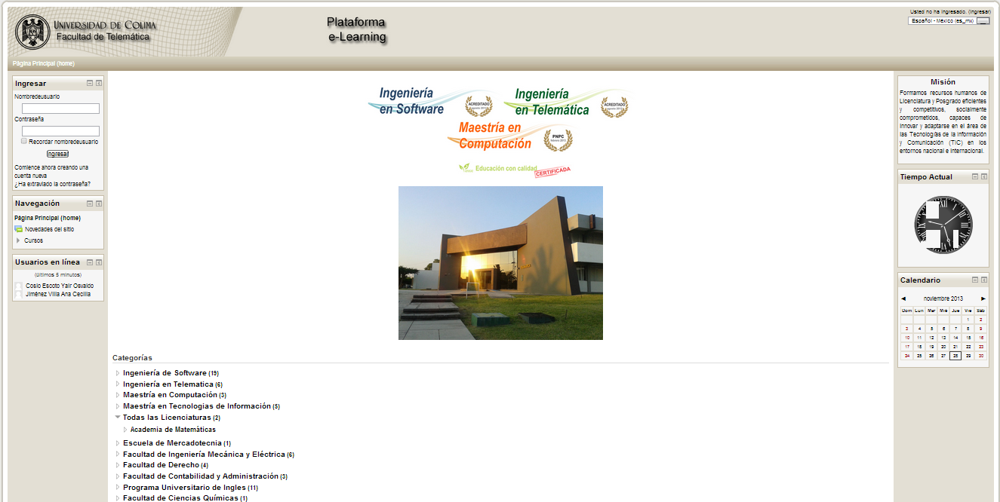 UNIVERSIDAD DE COLIMA
Facultad de Telemática
Plataforma
e-Learning
Usted no ha ingresado. (Ingresar)
Español - México (es_mx)
Página Principal (home)
Ingresar
Nombredeusuario
Contraseña
Recordar nombredeusuario
Ingresar
Comience ahora creando una
cuenta nueva
¿Ha extraviado la contraseña?
Navegación
Página Principal (home)
Novedades del sitio
Cursos
Usuarios en línea
(últimos 5 minutos)
Cosio Escoto Yair Osvaldo
Jiménez Villa Ana Cecilia
Ingeniería
en Software
ACREDITADO
Ingeniería
en Telemática
ACREDITADO
Maestría en
Computación
PNPC
Educación con calidad
CERTIFICADA
Categorías
Ingeniería de Software (19)
Ingeniería en Telematica (6)
Maestría en Computación (3)
Maestría en Tecnologias de Información (5)
Todas las Licenciaturas (2)
Academia de Matemáticas
Escuela de Mercadotecnia (1)
Facultad de Ingeniería Mecánica y Eléctrica (6)
Facultad de Derecho (4)
Facultad de Contabilidad y Administración (3)
Programa Universitario de Ingles (11)
Facultad de Ciencias Químicas (1)
Misión
Formamos recursos humanos de
Licenciatura y Posgrado eficientes
y competitivos, socialmente
comprometidos, capaces de
innovar y adaptarse en el área de
las Tecnologías de la Información
y Comunicación (TIC) en los
entornos nacional e internacional.
Tiempo Actual
Calendario
◄ noviembre 2013 ►
Dom Lun Mar Mié Jue Vie Sáb
1 2
3 4 5 6 7 8 9
10 11 12 13 14 15 16
17 18 19 20 21 22 23
24 25 26 27 28 29 30